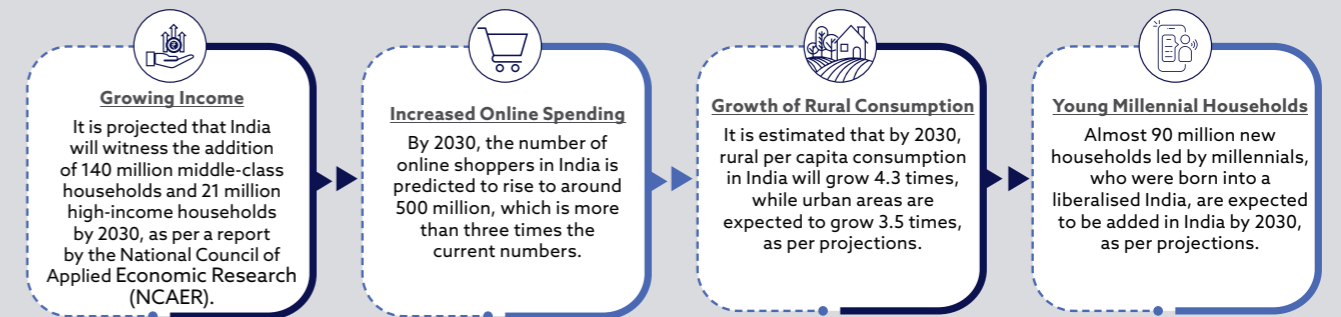 Growing Income
It is projected that India
will witness the addition
of 140 million middle-class
households and 21 million
high-income households
by 2030, as per a report
by the National Council of
Applied Economic Research
(NCAER).
Increased Online Spending
By 2030, the number of
online shoppers in India is
predicted to rise to around
500 million, which is more
than three times the
current numbers.
Growth of Rural Consumption
It is estimated that by 2030,
rural per capita consumption
in India will grow 4.3 times,
while urban areas are
expected to grow 3.5 times,
as per projections.
Young Millennial Households
Almost 90 million new
households led by millennials,
who were born into a
liberalised India, are expected
to be added in India by 2030,
as per projections.